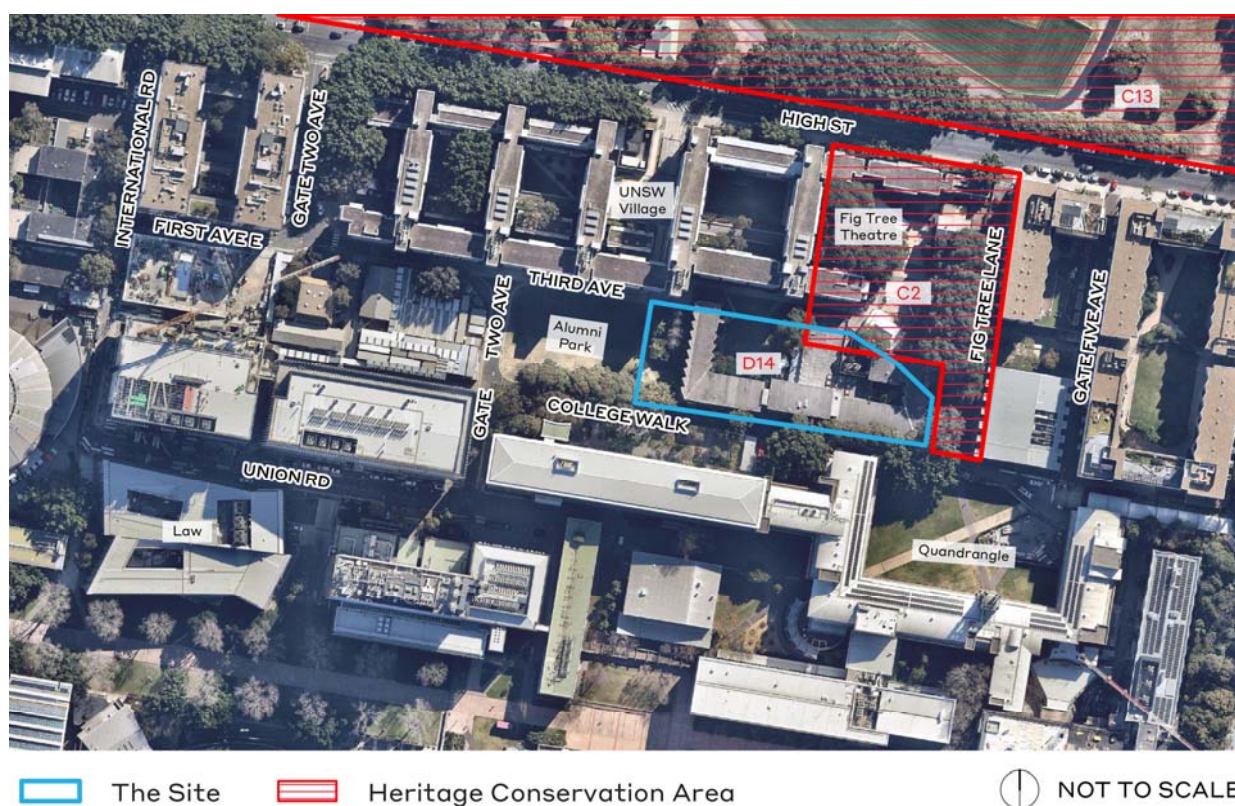 C13
HIGH ST
INTERNATIONAL RD
GATE TWO AVE
UNSW
Village
Fig Tree
Theatre
FIRST AVE E
THIRD AVE
C2
FIG TREE LANE
GATE FIVE AVE
Alumni
Park
GATE TWO AVE
D14
COLLEGE WALK
UNION RD
Law
Quandrangle
The Site
Heritage Conservation Area
NOT TO SCALE